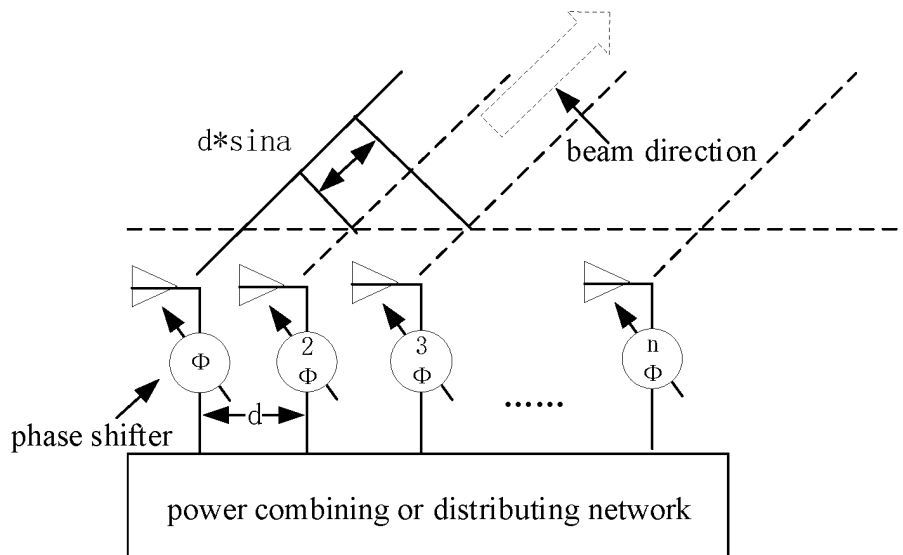 d*sina
beam direction
Φ
2
Φ
3
Φ
n
Φ
......
d
phase shifter
power combining or distributing network